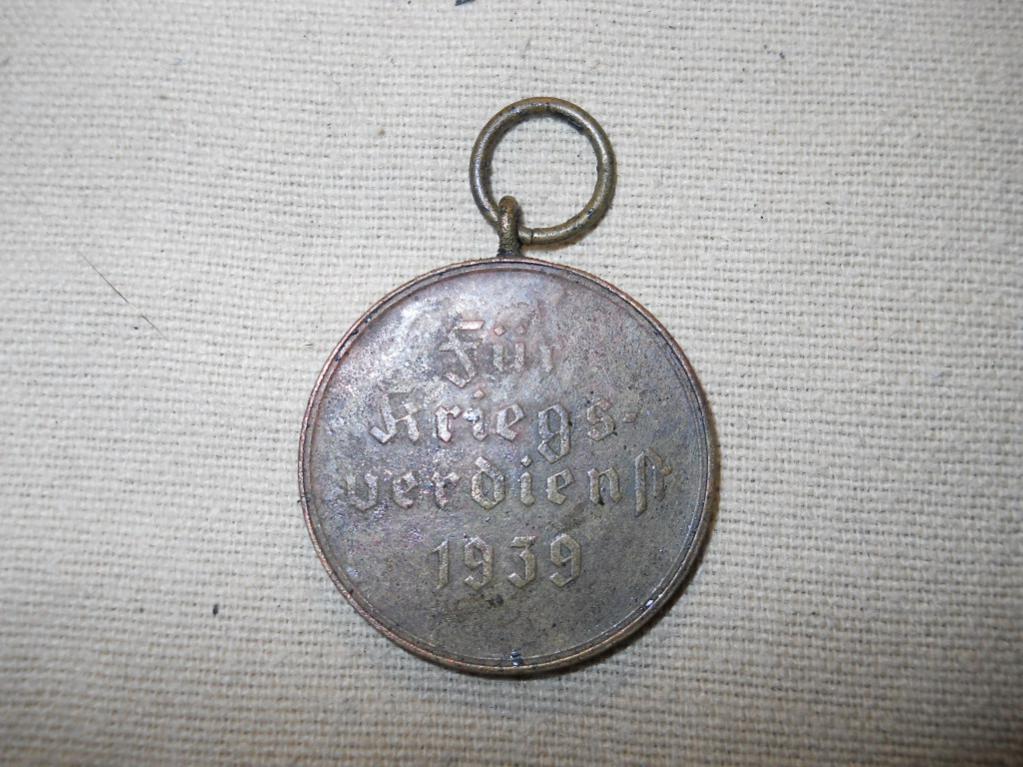 Für
Kriegs-
verdienst
1939